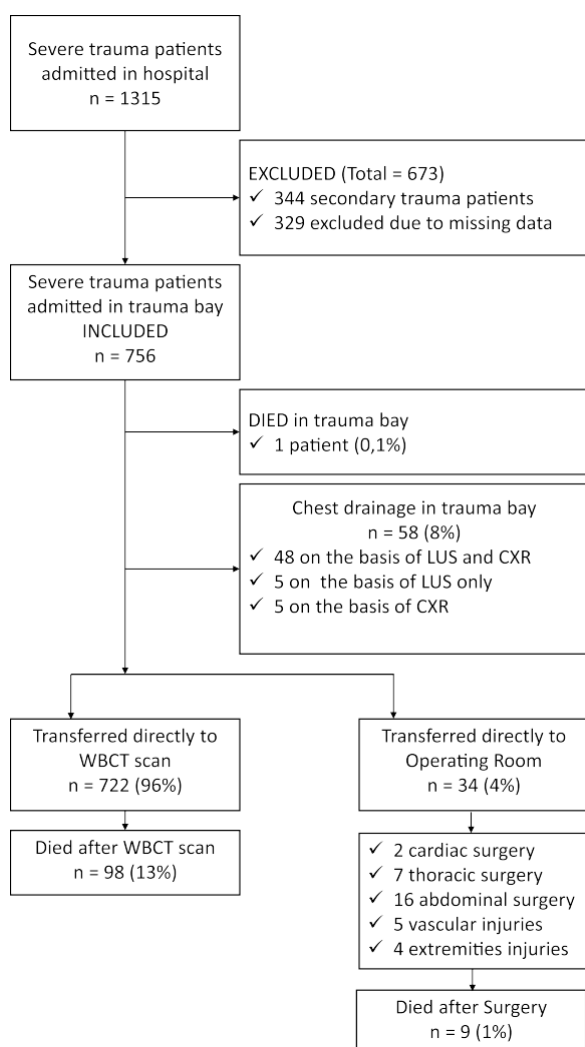 Severe trauma patients
admitted in hospital
n = 1315
EXCLUDED (Total = 673)
✓ 344 secondary trauma patients
✓ 329 excluded due to missing data
Severe trauma patients
admitted in trauma bay
INCLUDED
n = 756
DIED in trauma bay
✓ 1 patient (0,1%)
Chest drainage in trauma bay
n = 58 (8%)
✓ 48 on the basis of LUS and CXR
✓ 5 on the basis of LUS only
✓ 5 on the basis of CXR
Transferred directly to
WBCT scan
n = 722 (96%)
Transferred directly to
Operating Room
n = 34 (4%)
Died after WBCT scan
n = 98 (13%)
✓ 2 cardiac surgery
✓ 7 thoracic surgery
✓ 16 abdominal surgery
✓ 5 vascular injuries
✓ 4 extremities injuries
Died after Surgery
n = 9 (1%)